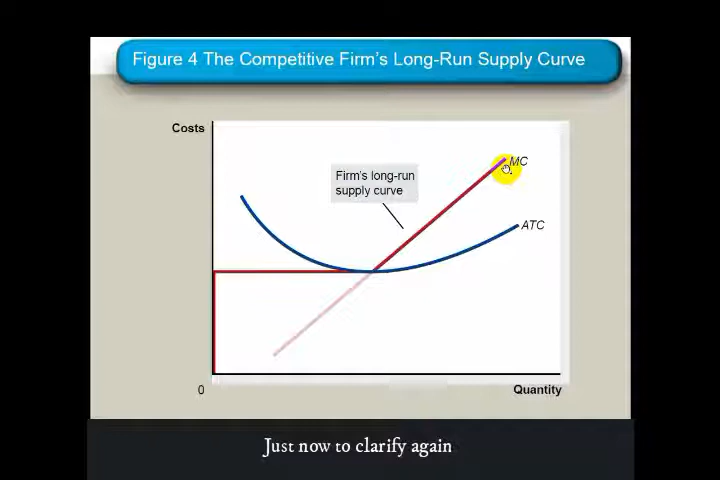 Figure 4 The Competitive Firm's Long-Run Supply Curve
Costs
MC
Firm's long-run
supply curve
ATC
0
Quantity
Just now to clarify again